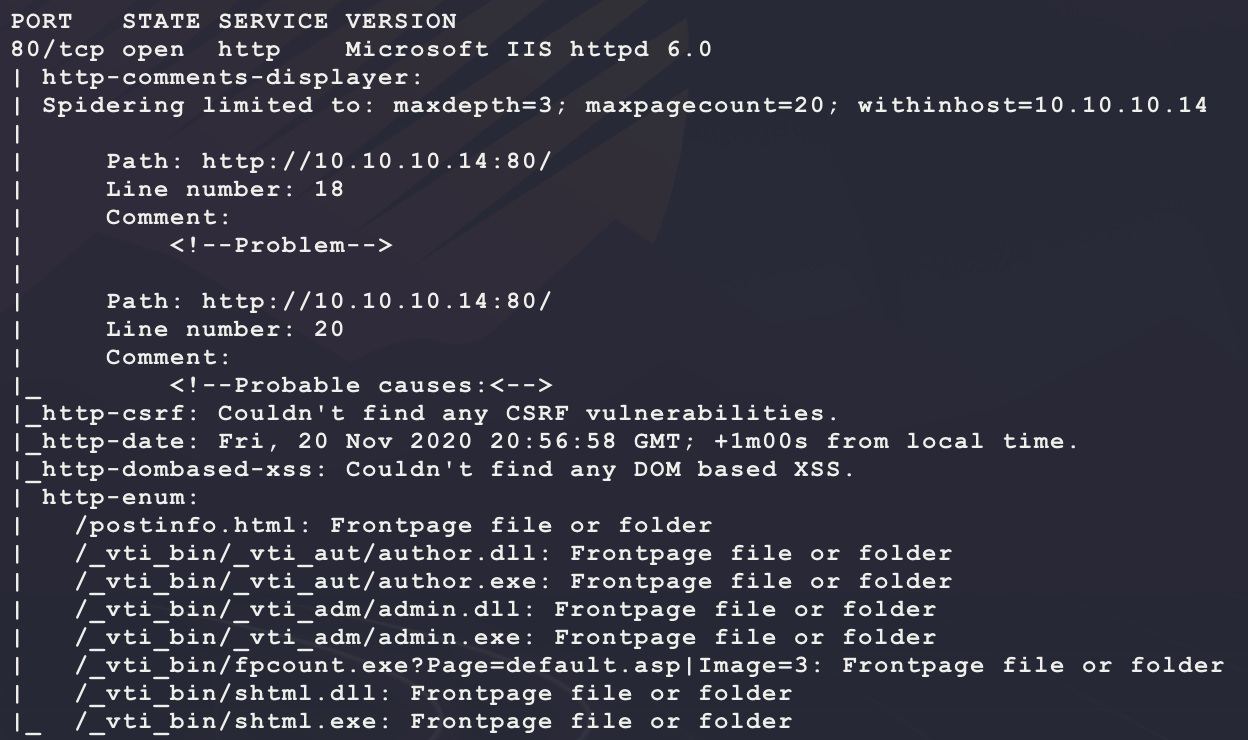 PORT   STATE SERVICE VERSION
80/tcp open  http    Microsoft IIS httpd 6.0
| http-comments-displayer:
| Spidering limited to: maxdepth=3; maxpagecount=20; withinhost=10.10.10.14
|
|     Path: http://10.10.10.14:80/
|     Line number: 18
|     Comment:
|         <!--Problem-->
|
|     Path: http://10.10.10.14:80/
|     Line number: 20
|     Comment:
|_        <!--Probable causes:<-->
|_http-csrf: Couldn't find any CSRF vulnerabilities.
|_http-date: Fri, 20 Nov 2020 20:56:58 GMT; +1m00s from local time.
|_http-dombased-xss: Couldn't find any DOM based XSS.
| http-enum:
|   /postinfo.html: Frontpage file or folder
|   /_vti_bin/_vti_aut/author.dll: Frontpage file or folder
|   /_vti_bin/_vti_aut/author.exe: Frontpage file or folder
|   /_vti_bin/_vti_adm/admin.dll: Frontpage file or folder
|   /_vti_bin/_vti_adm/admin.exe: Frontpage file or folder
|   /_vti_bin/fpcount.exe?Page=default.asp|Image=3: Frontpage file or folder
|   /_vti_bin/shtml.dll: Frontpage file or folder
|_  /_vti_bin/shtml.exe: Frontpage file or folder